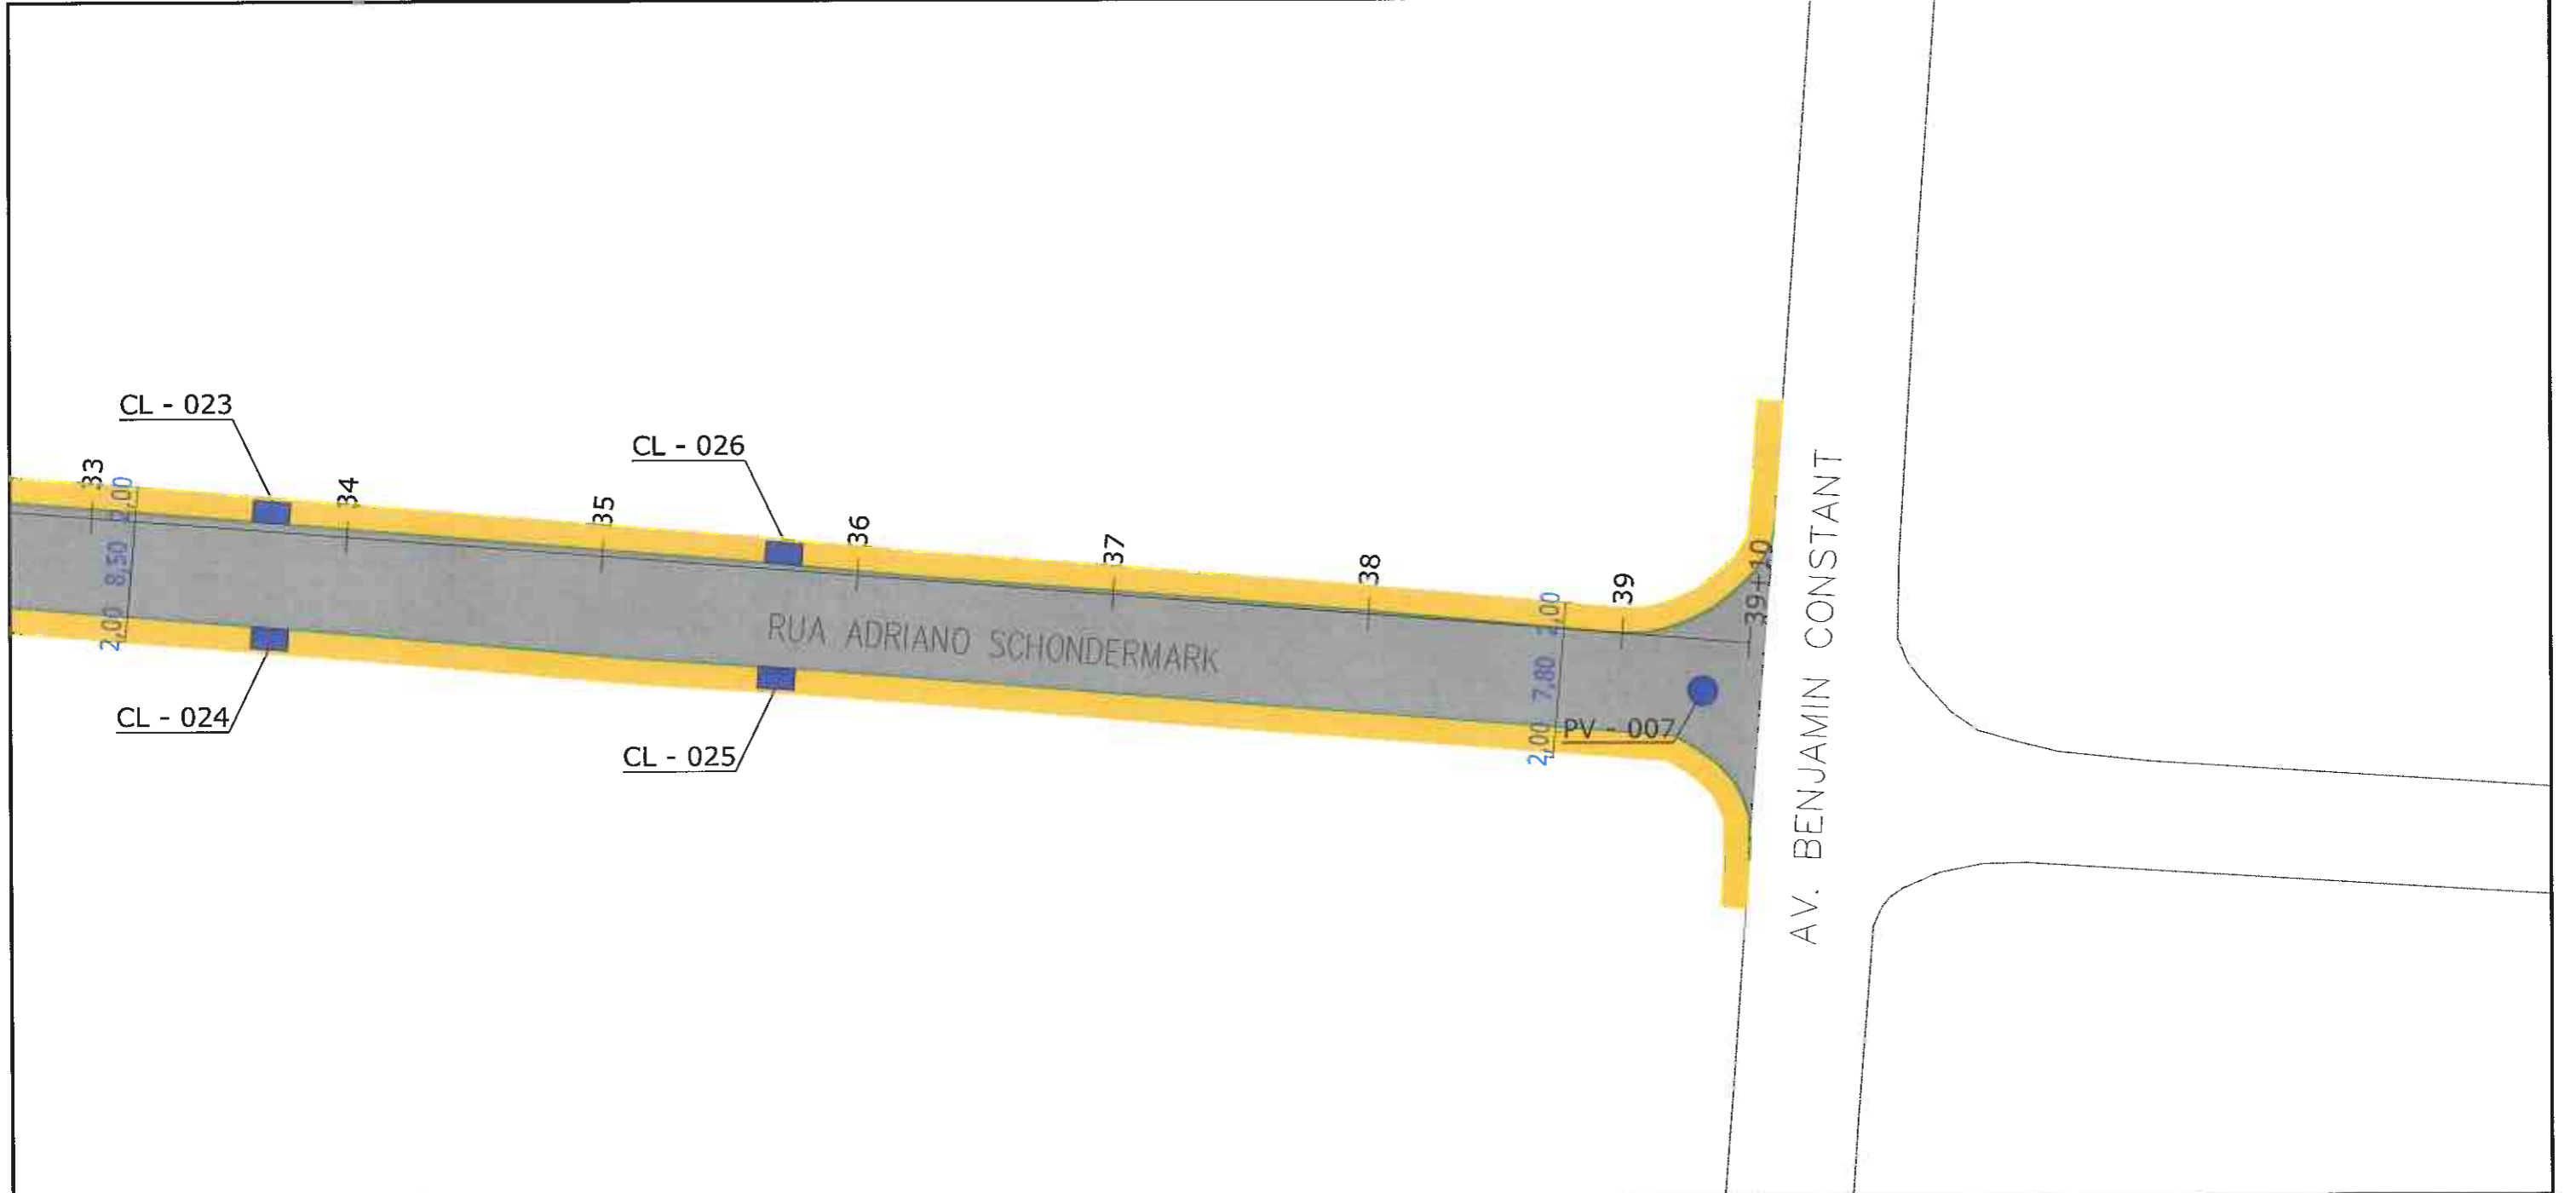 CL - 023
CL - 026
33
34
35
36
37
38
39
39+10
2,00
8,50
2,00
2,00
7,80
2,00
RUA ADRIANO SCHONDERMARK
PV - 007
CL - 024
CL - 025
AV. BENJAMIN CONSTANT